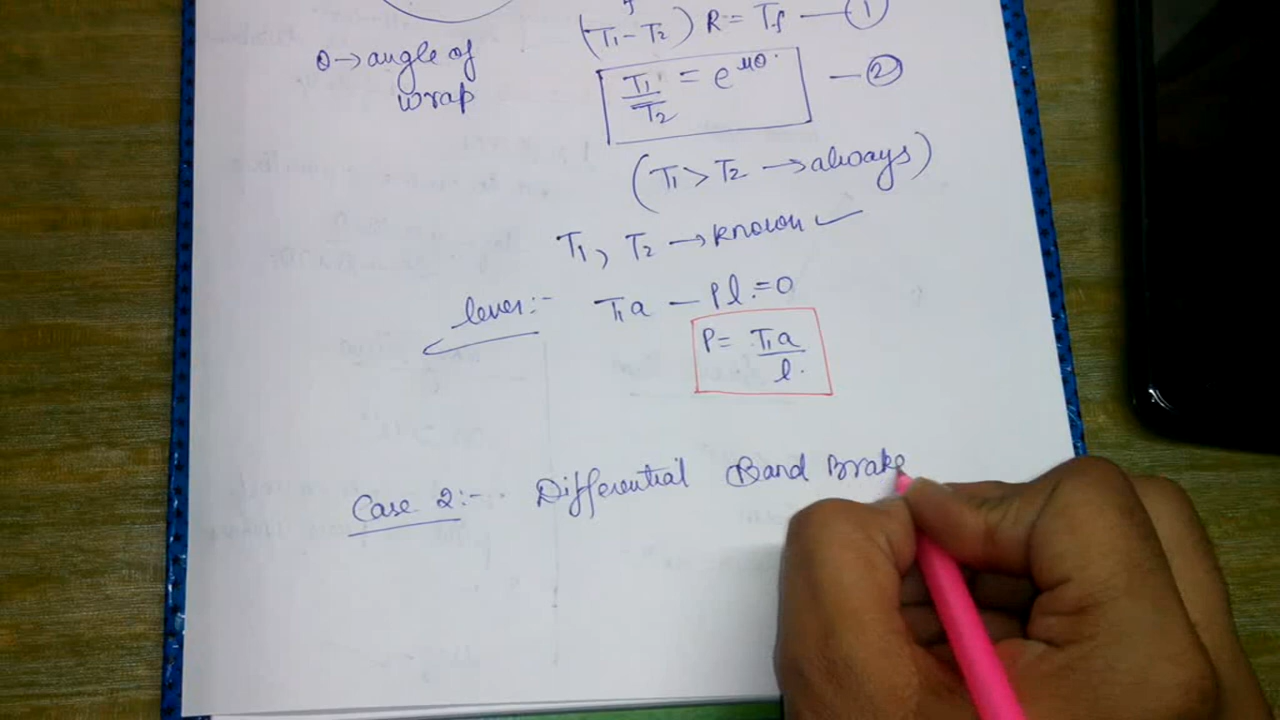 (T₁ - T₂) R = Tf — ①
θ → angle of
wrap
T₁/T₂ = e^μθ — ②
(T₁ > T₂ → always)
T₁, T₂ → known ✓
lever:- T₁a - Pl = 0
P = T₁a/l
Case 2:- Differential Band Brake